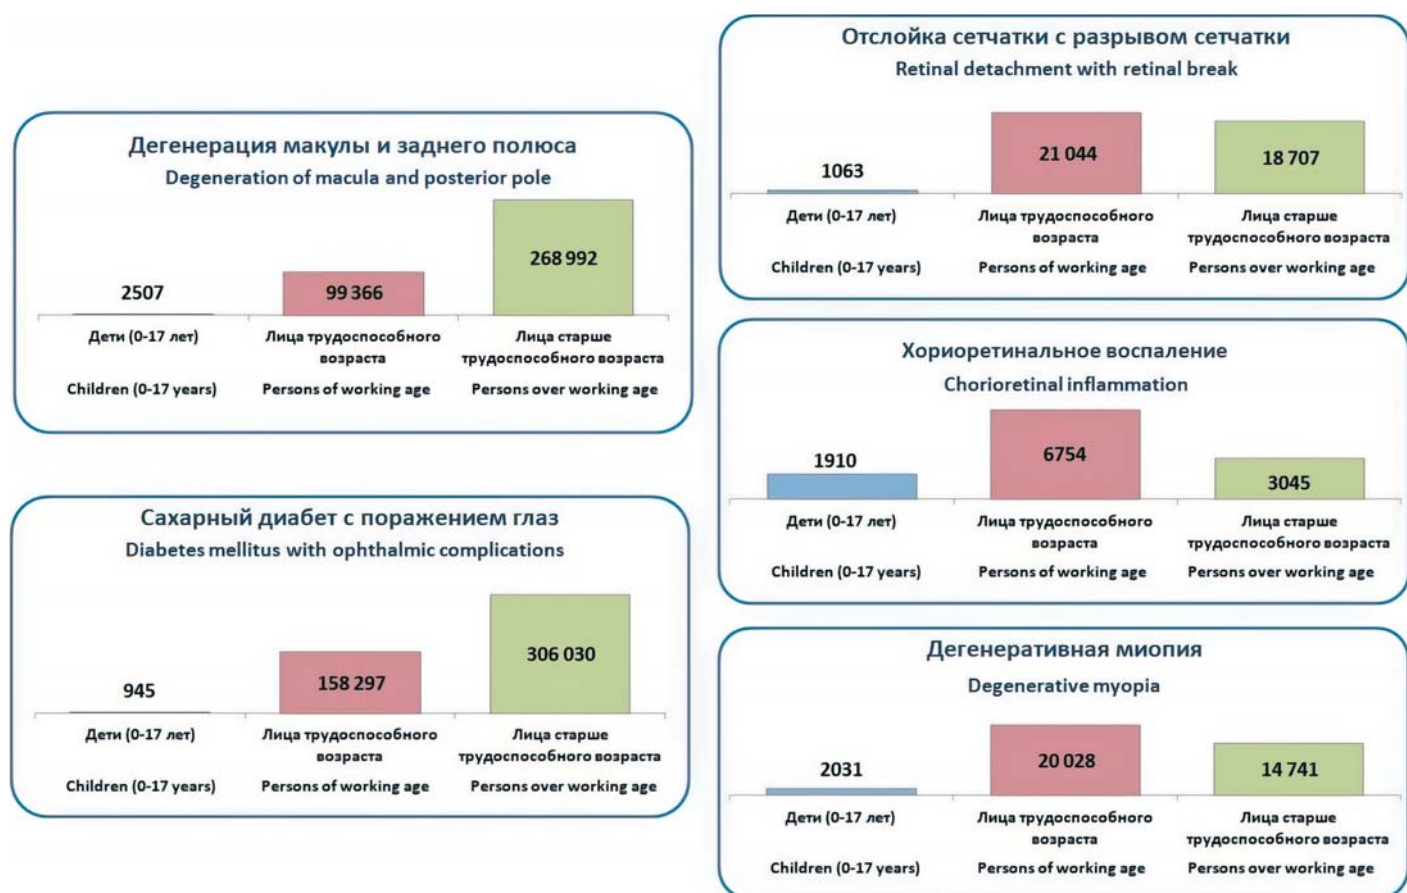 Дегенерация макулы и заднего полюса
Degeneration of macula and posterior pole
2507
99 366
268 992
Дети (0-17 лет)
Лица трудоспособного
возраста
Лица старше
трудоспособного возраста
Children (0-17 years)
Persons of working age
Persons over working age
Сахарный диабет с поражением глаз
Diabetes mellitus with ophthalmic complications
945
158 297
306 030
Дети (0-17 лет)
Лица трудоспособного
возраста
Лица старше
трудоспособного возраста
Children (0-17 years)
Persons of working age
Persons over working age
Отслойка сетчатки с разрывом сетчатки
Retinal detachment with retinal break
1063
21 044
18 707
Дети (0-17 лет)
Лица трудоспособного
возраста
Лица старше
трудоспособного возраста
Children (0-17 years)
Persons of working age
Persons over working age
Хориоретинальное воспаление
Chorioretinal inflammation
1910
6754
3045
Дети (0-17 лет)
Лица трудоспособного
возраста
Лица старше
трудоспособного возраста
Children (0-17 years)
Persons of working age
Persons over working age
Дегенеративная миопия
Degenerative myopia
2031
20 028
14 741
Дети (0-17 лет)
Лица трудоспособного
возраста
Лица старше
трудоспособного возраста
Children (0-17 years)
Persons of working age
Persons over working age